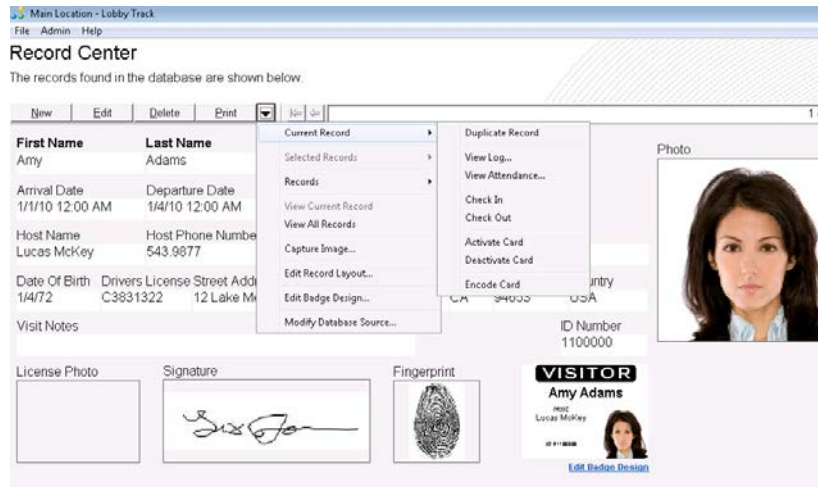 Main Location - Lobby Track
File Admin Help
Record Center
The records found in the database are shown below.
New Edit Delete Print
1
Current Record
Selected Records
Records
View Current Record
View All Records
Capture Image...
Edit Record Layout...
Edit Badge Design...
Modify Database Source...
Duplicate Record
View Log...
View Attendance...
Check In
Check Out
Activate Card
Deactivate Card
Encode Card
First Name Last Name
Amy Adams
Photo
Arrival Date Departure Date
1/1/10 12:00 AM 1/4/10 12:00 AM
Host Name Host Phone Numbe
Lucas McKey 543.9877
Date Of Birth Drivers License Street Addr
1/4/72 C3831322 12 Lake Me
CA USA
Visit Notes ID Number
1100000
License Photo Signature Fingerprint
VISITOR
Amy Adams
Host
Lucas McKey
Edit Badge Design